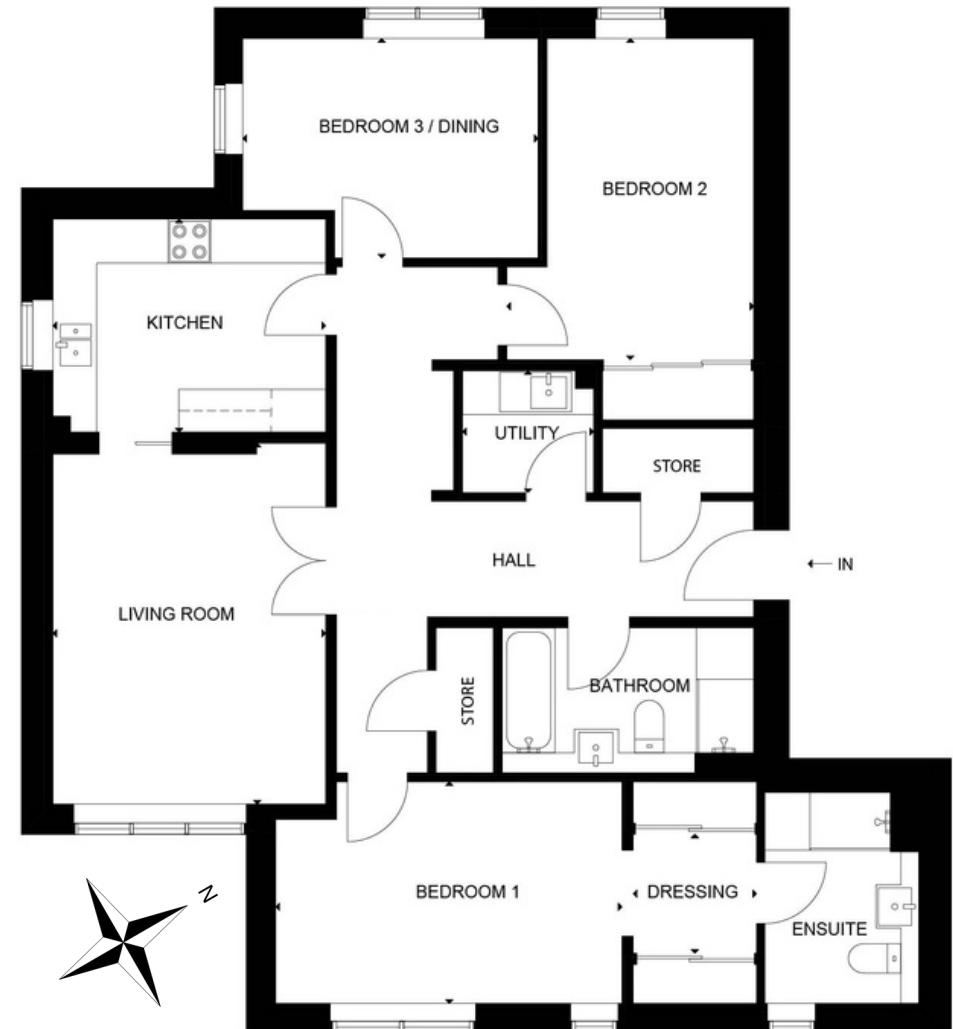 BEDROOM 3 / DINING
BEDROOM 2
KITCHEN
UTILITY
STORE
HALL
IN
LIVING ROOM
STORE
BATHROOM
BEDROOM 1
DRESSING
ENSUITE
N